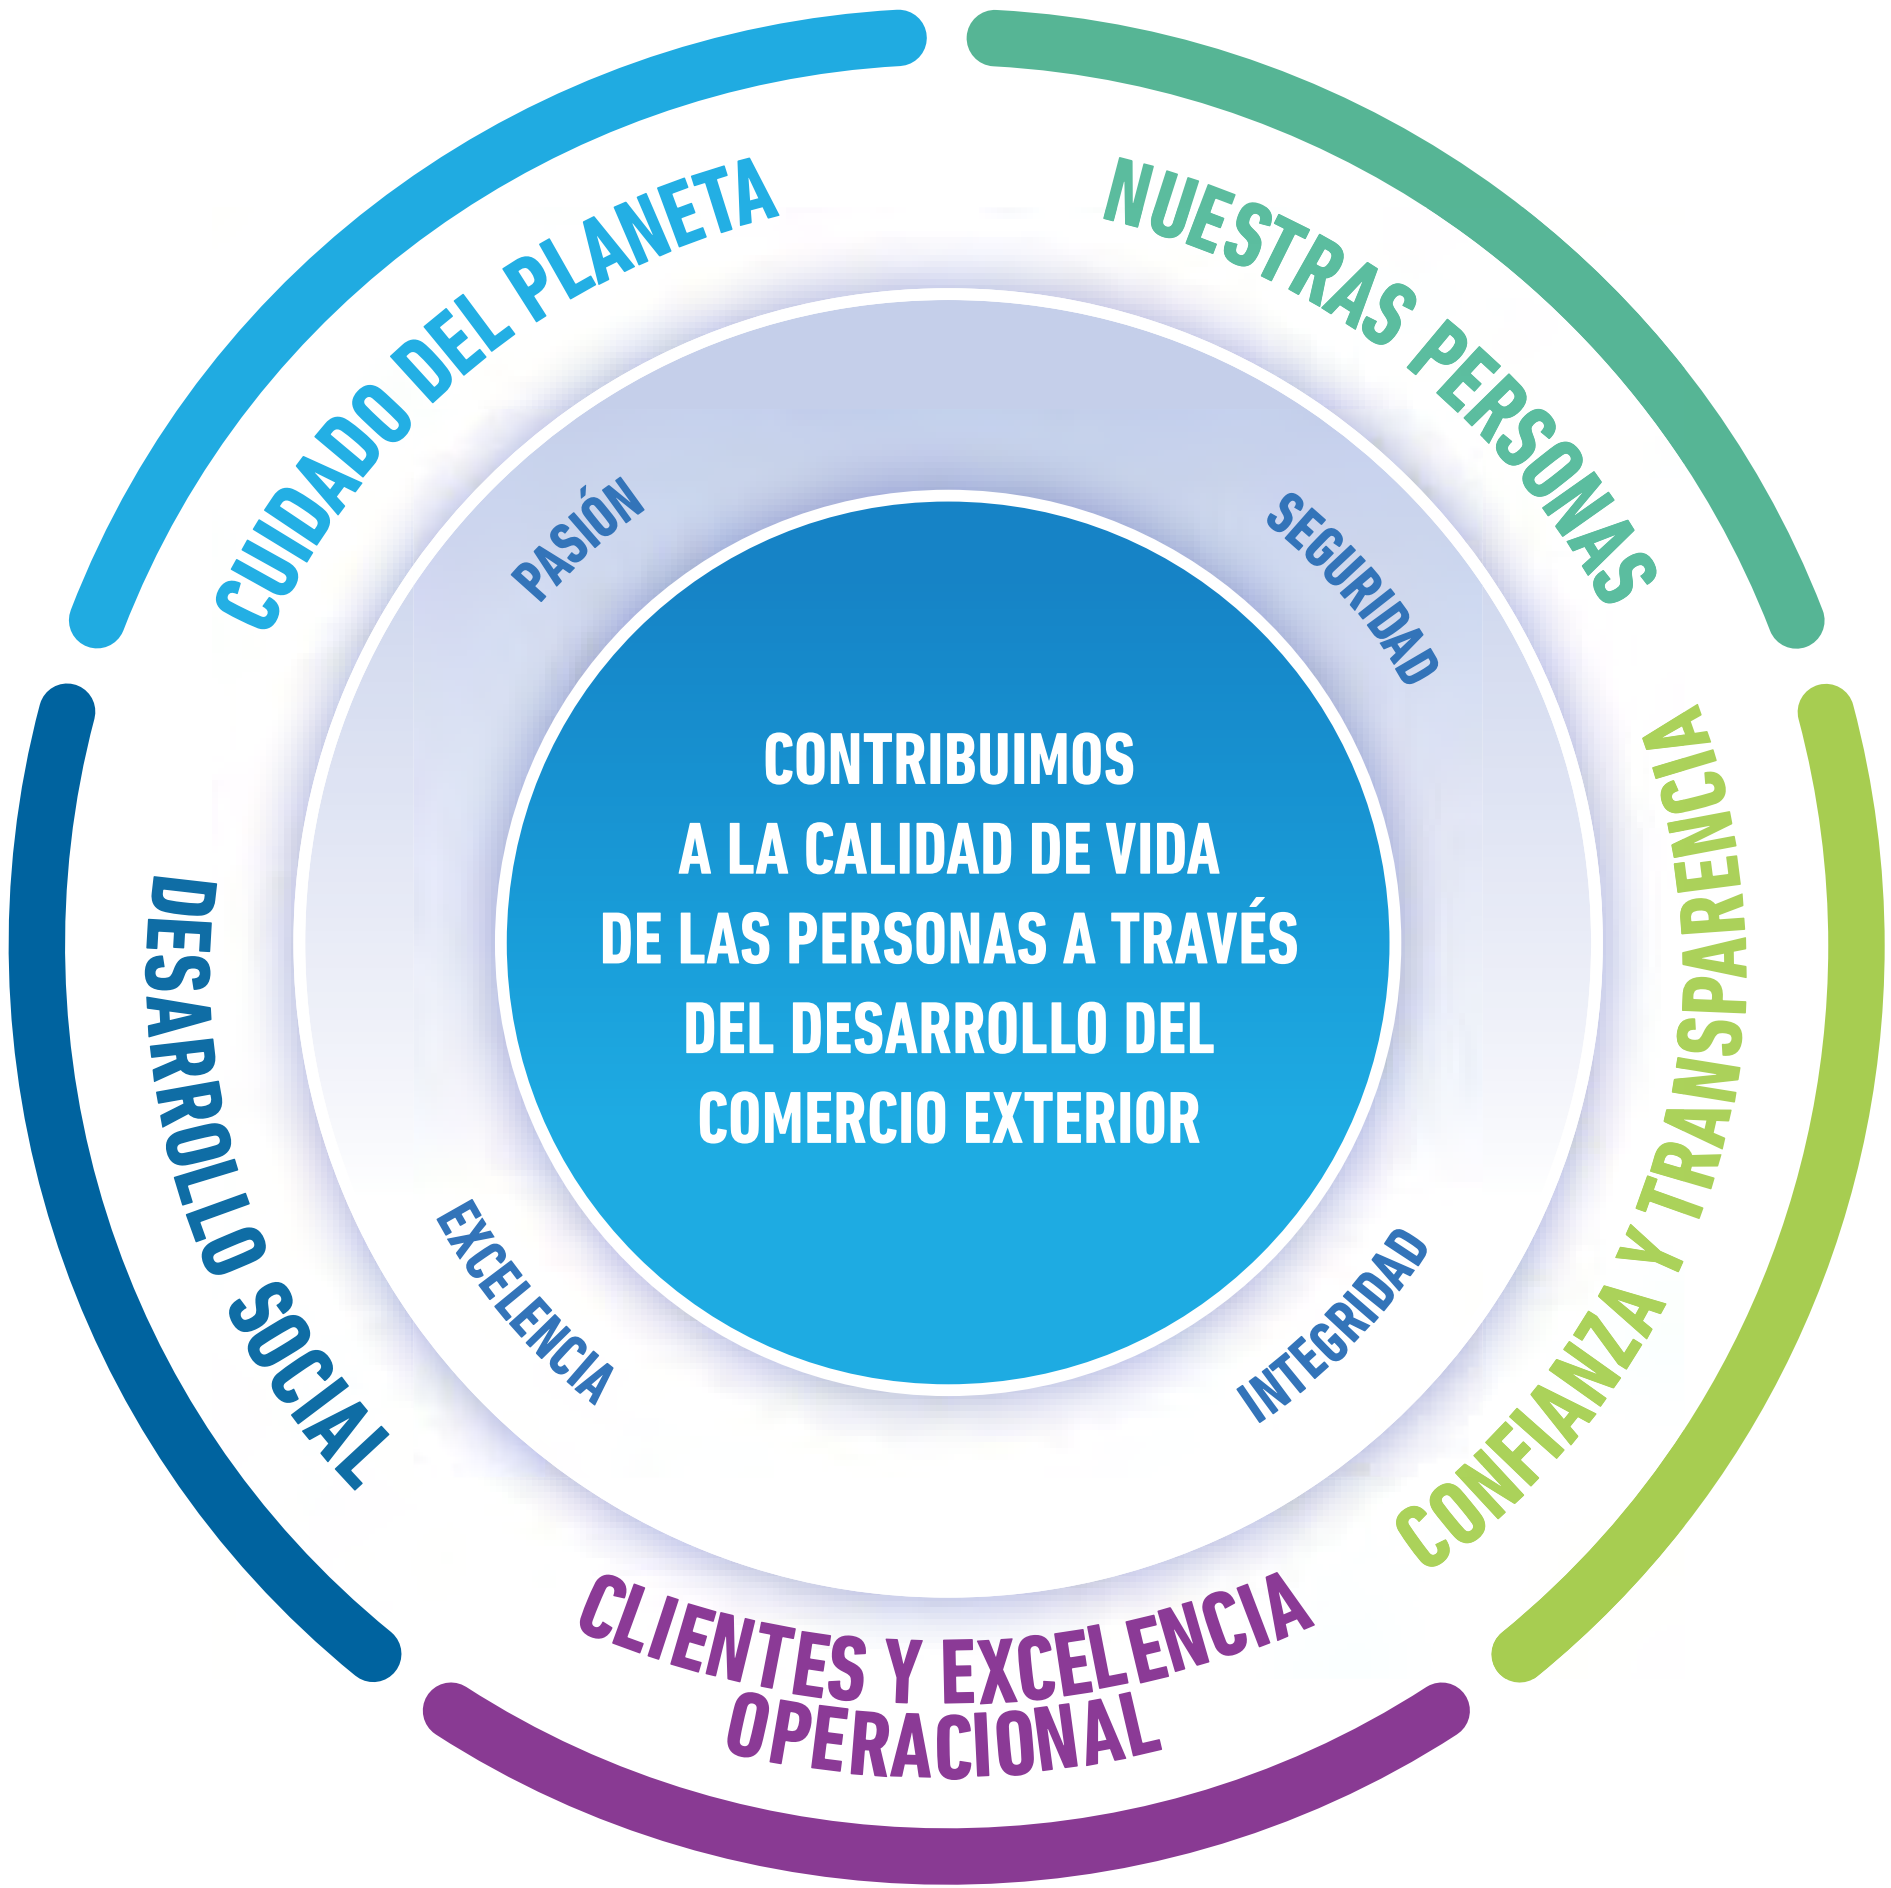 CUIDADO DEL PLANETA
NUESTRAS PERSONAS
PASIÓN
SEGURIDAD
CONTRIBUIMOS
A LA CALIDAD DE VIDA
DE LAS PERSONAS A TRAVÉS
DEL DESARROLLO DEL
COMERCIO EXTERIOR
DESARROLLO SOCIAL
CONFIANZA Y TRANSPARENCIA
EXCELENCIA
INTEGRIDAD
CLIENTES Y EXCELENCIA
OPERACIONAL